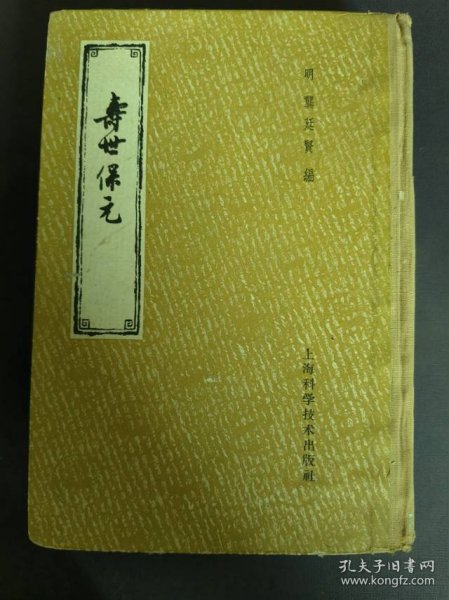 明 龔廷賢 編
壽世保元
上海科学技术出版社
孔夫子旧书网
www.kongfz.com